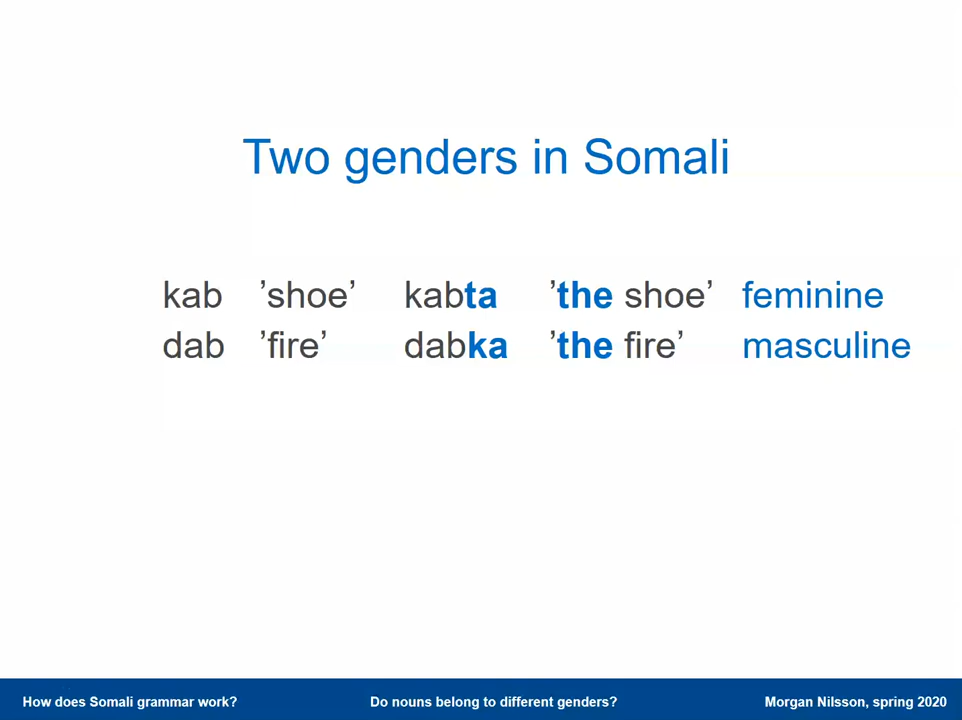 Two genders in Somali
kab ’shoe’ kabta ’the shoe’ feminine
dab ’fire’ dabka ’the fire’ masculine
How does Somali grammar work? Do nouns belong to different genders? Morgan Nilsson, spring 2020